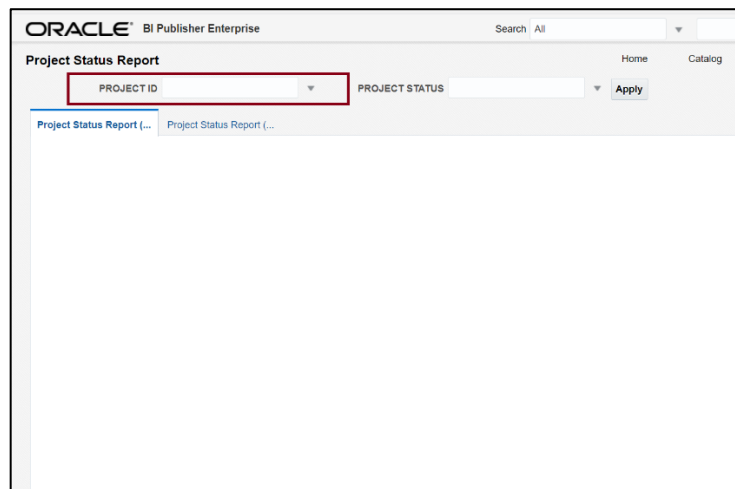 ORACLE® BI Publisher Enterprise Search All
Project Status Report Home Catalog
PROJECT ID PROJECT STATUS Apply
Project Status Report (... Project Status Report (...